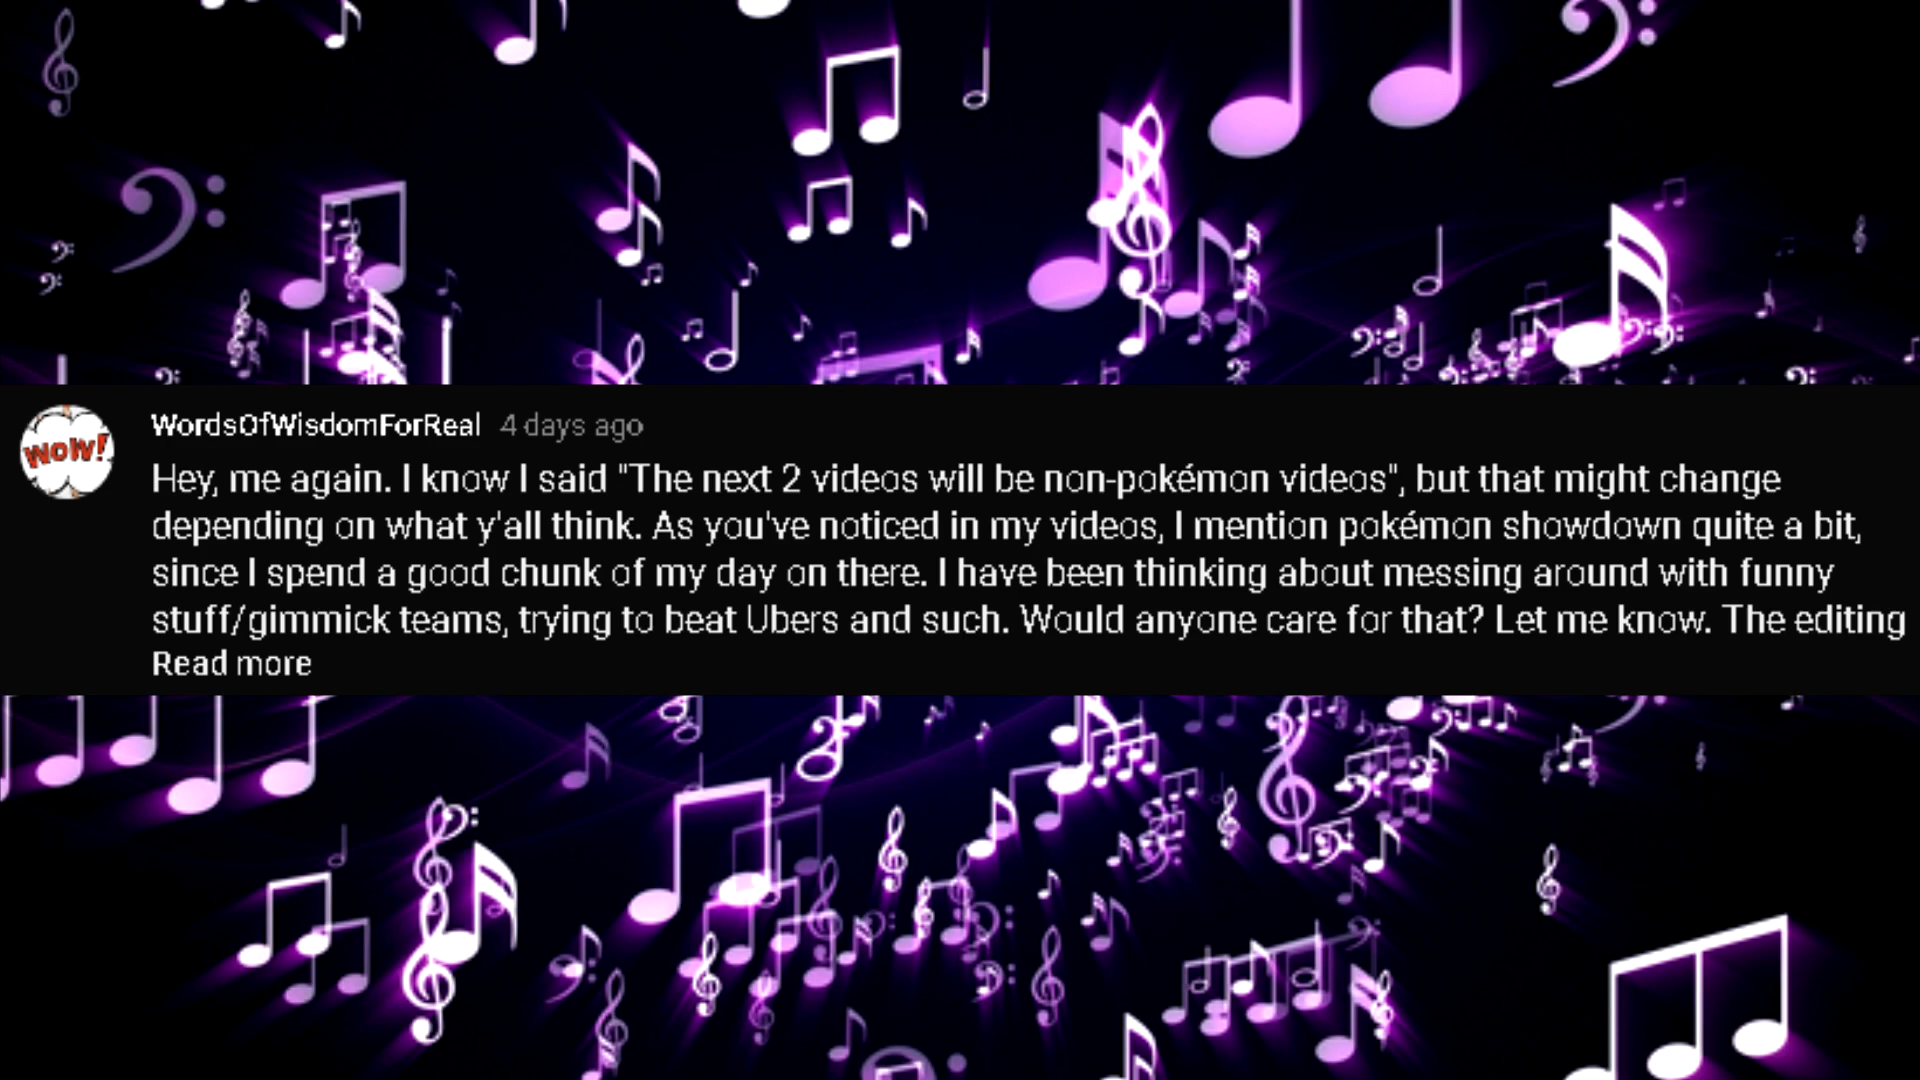 WordsOfWisdomForReal 4 days ago
WOW!
Hey, me again. I know I said "The next 2 videos will be non-pokémon videos", but that might change
depending on what y'all think. As you've noticed in my videos, I mention pokémon showdown quite a bit,
since I spend a good chunk of my day on there. I have been thinking about messing around with funny
stuff/gimmick teams, trying to beat Ubers and such. Would anyone care for that? Let me know. The editing
Read more